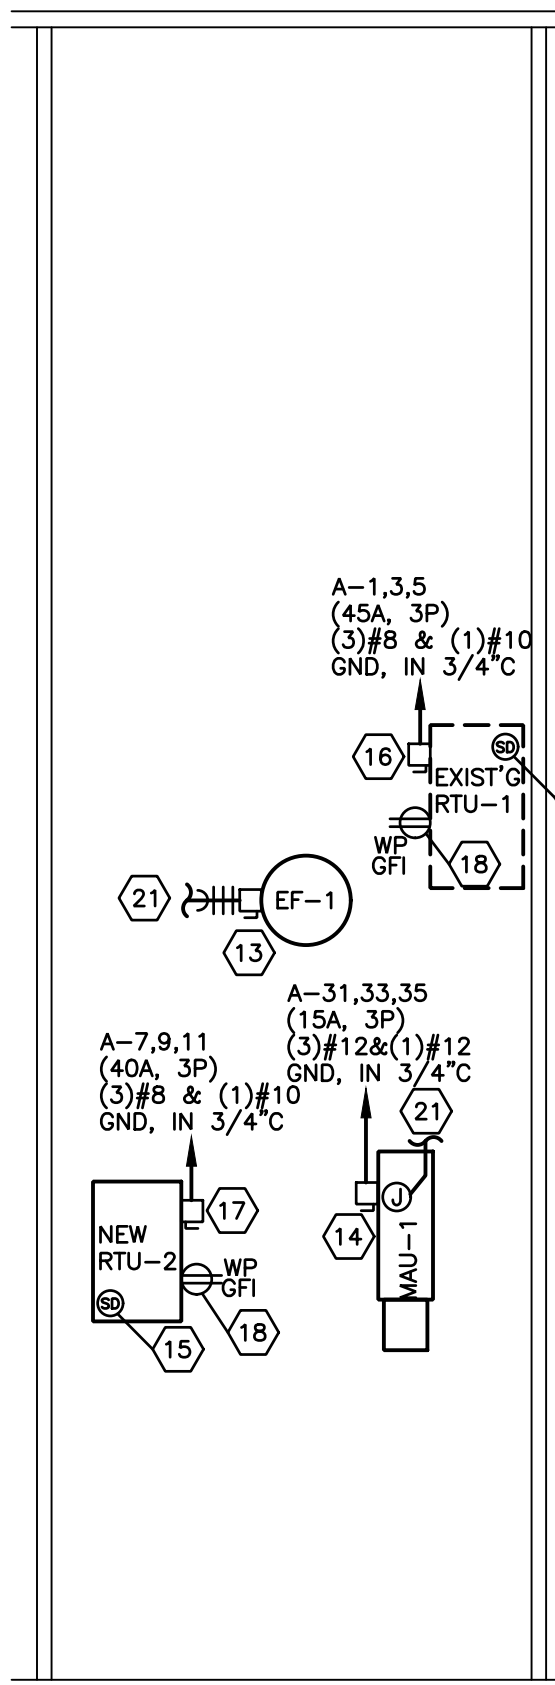 A-1,3,5
(45A, 3P)
(3)#8 & (1)#10
GND, IN 3/4"C
16
SD
EXIST'G
RTU-1
WP
GFI
18
21
EF-1
13
A-31,33,35
(15A, 3P)
(3)#12&(1)#12
GND, IN 3/4"C
21
A-7,9,11
(40A, 3P)
(3)#8 & (1)#10
GND, IN 3/4"C
17
J
14
MAU-1
NEW
RTU-2
WP
GFI
SD
18
15